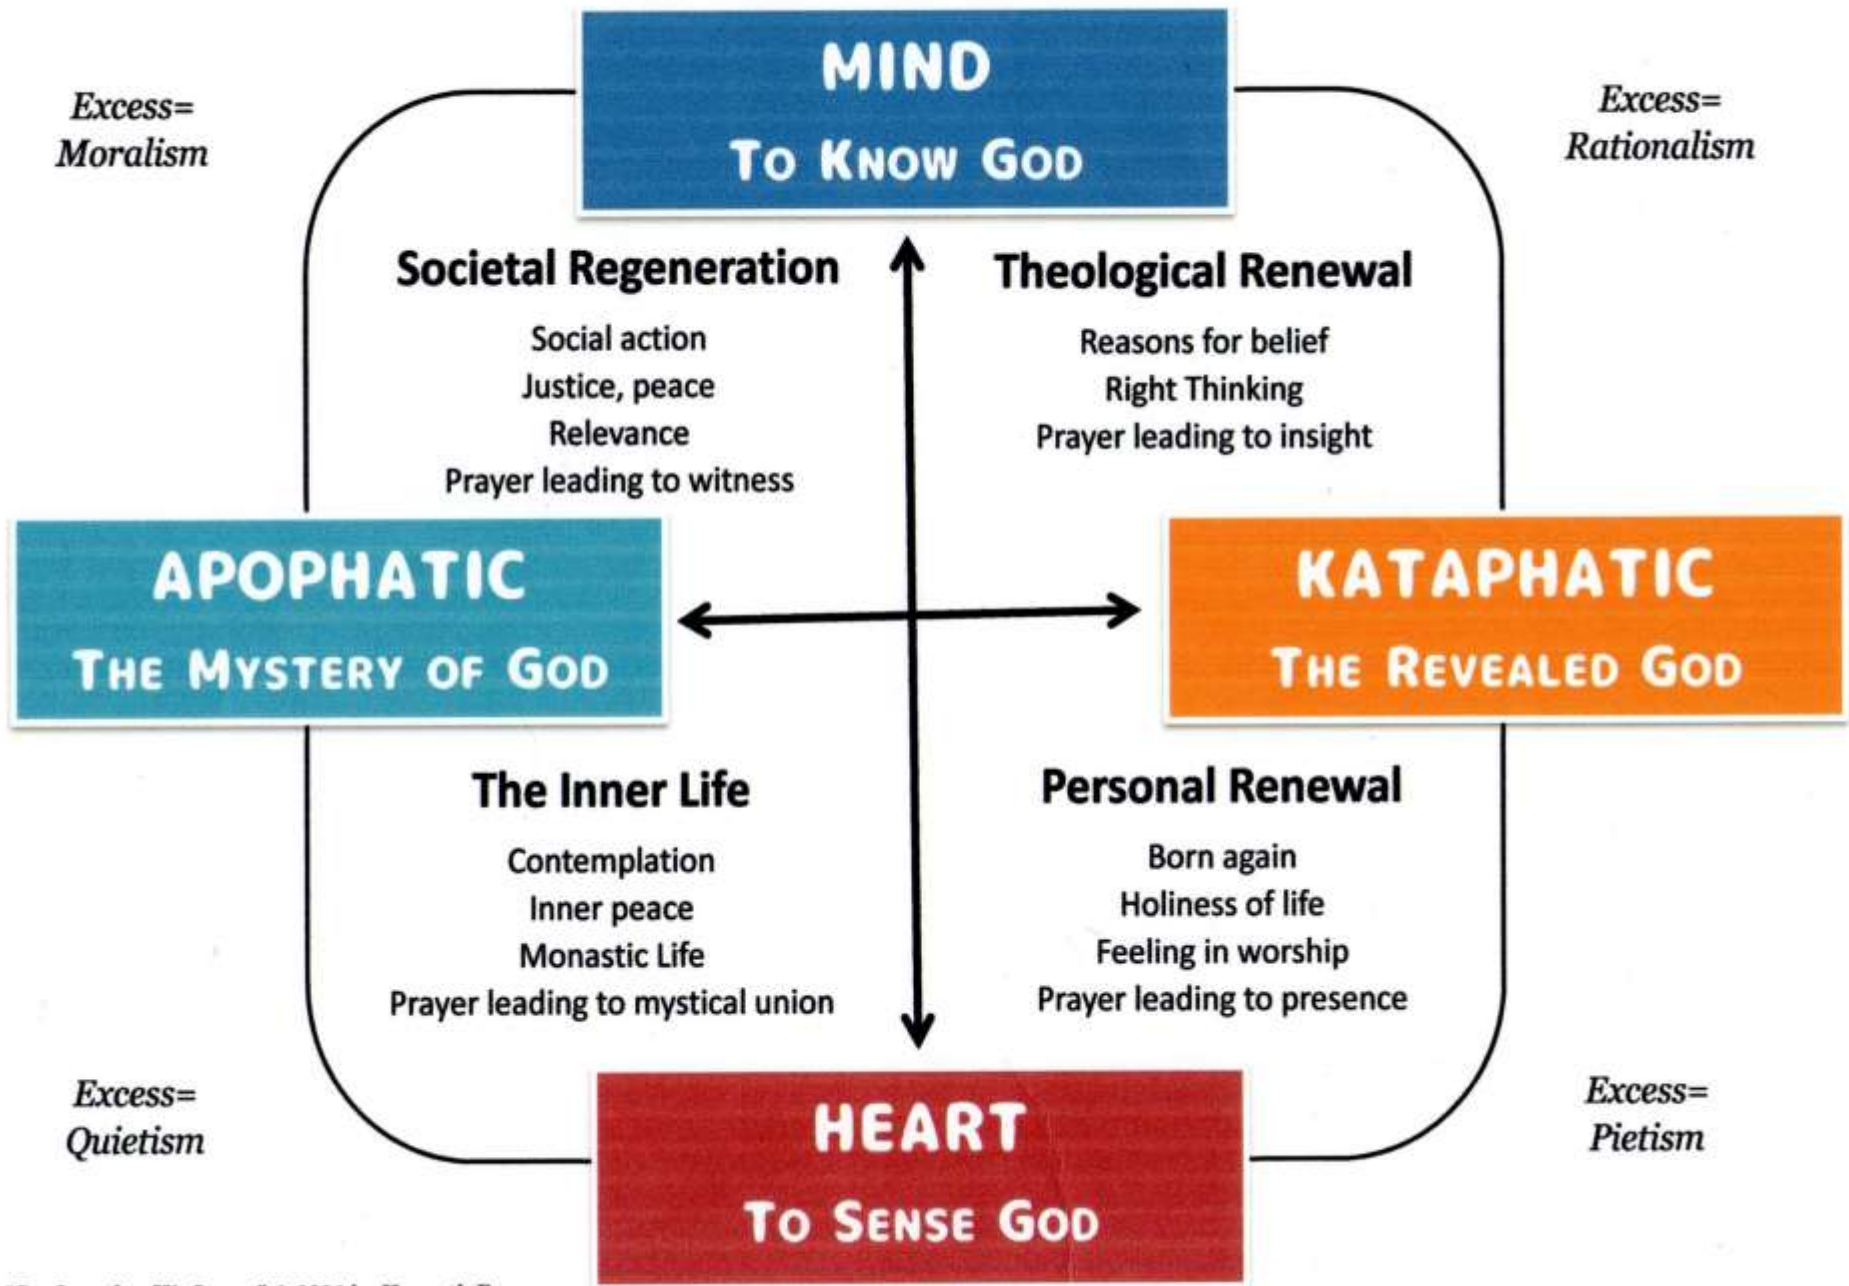 MIND
TO KNOW GOD
Excess=
Moralism
Excess=
Rationalism
Societal Regeneration
Social action
Justice, peace
Relevance
Prayer leading to witness
Theological Renewal
Reasons for belief
Right Thinking
Prayer leading to insight
APOPHATIC
THE MYSTERY OF GOD
KATAPHATIC
THE REVEALED GOD
The Inner Life
Contemplation
Inner peace
Monastic Life
Prayer leading to mystical union
Personal Renewal
Born again
Holiness of life
Feeling in worship
Prayer leading to presence
Excess=
Quietism
Excess=
Pietism
HEART
TO SENSE GOD